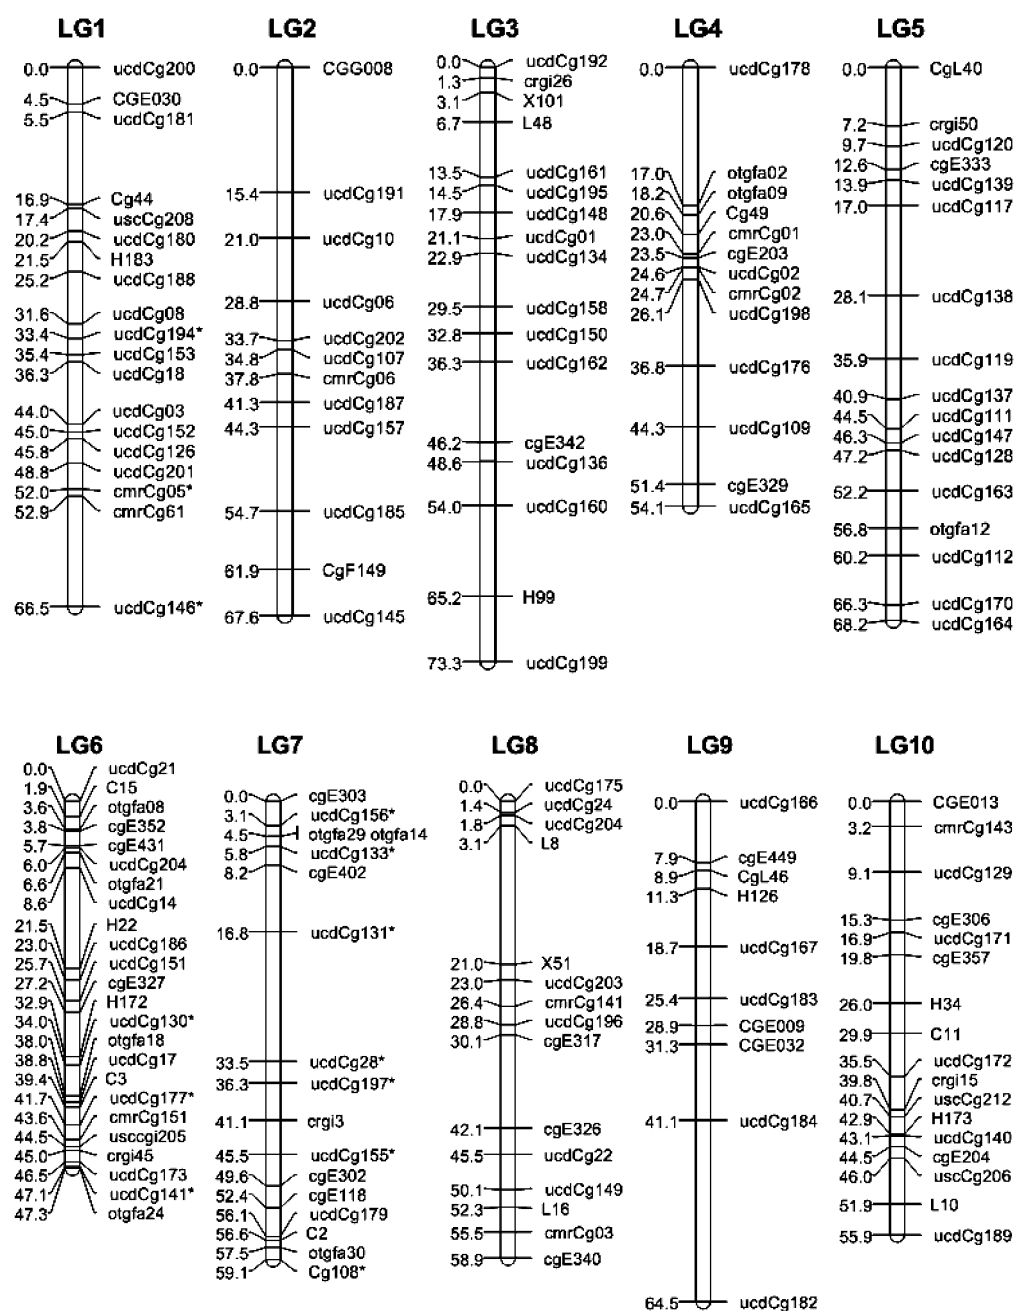 LG1
0.0 ucdCg200
4.5 CGE030
5.5 ucdCg181
16.9 Cg44
17.4 uscCg208
20.2 ucdCg180
21.5 H183
25.2 ucdCg188
31.6 ucdCg08
33.4 ucdCg194*
35.4 ucdCg153
36.3 ucdCg18
44.0 ucdCg03
45.0 ucdCg152
45.8 ucdCg126
48.8 ucdCg201
52.0 cmrCg05*
52.9 cmrCg61
66.5 ucdCg146*
LG2
0.0 CGG008
15.4 ucdCg191
21.0 ucdCg10
28.8 ucdCg06
33.7 ucdCg202
34.8 ucdCg107
37.8 cmrCg06
41.3 ucdCg187
44.3 ucdCg157
54.7 ucdCg185
61.9 CgF149
67.6 ucdCg145
LG3
0.0 ucdCg192
1.3 crgi26
3.1 X101
6.7 L48
13.5 ucdCg161
14.5 ucdCg195
17.9 ucdCg148
21.1 ucdCg01
22.9 ucdCg134
29.5 ucdCg158
32.8 ucdCg150
36.3 ucdCg162
46.2 cgE342
48.6 ucdCg136
54.0 ucdCg160
65.2 H99
73.3 ucdCg199
LG4
0.0 ucdCg178
17.0 otgfa02
18.2 otgfa09
20.6 Cg49
23.0 cmrCg01
23.5 cgE203
24.6 ucdCg02
24.7 cmrCg02
26.1 ucdCg198
36.8 ucdCg176
44.3 ucdCg109
51.4 cgE329
54.1 ucdCg165
LG5
0.0 CgL40
7.2 crgi50
9.7 ucdCg120
12.6 cgE333
13.9 ucdCg139
17.0 ucdCg117
28.1 ucdCg138
35.9 ucdCg119
40.9 ucdCg137
44.5 ucdCg111
46.3 ucdCg147
47.2 ucdCg128
52.2 ucdCg163
56.8 otgfa12
60.2 ucdCg112
66.3 ucdCg170
68.2 ucdCg164
LG6
0.0 ucdCg21
1.9 C15
3.6 otgfa08
3.8 cgE352
5.7 cgE431
6.0 ucdCg204
6.6 otgfa21
8.6 ucdCg14
21.5 H22
23.0 ucdCg186
25.7 ucdCg151
27.2 cgE327
32.9 H172
34.0 ucdCg130*
38.0 otgfa18
38.8 ucdCg17
39.4 C3
41.7 ucdCg177*
43.6 cmrCg151
44.5 usccgi205
45.0 crgi45
46.5 ucdCg173
47.1 ucdCg141*
47.3 otgfa24
LG7
0.0 cgE303
3.1 ucdCg156*
4.5 otgfa29 otgfa14
5.8 ucdCg133*
8.2 cgE402
16.8 ucdCg131*
33.5 ucdCg28*
36.3 ucdCg197*
41.1 crgi3
45.5 ucdCg155*
49.6 cgE302
52.4 cgE118
56.1 ucdCg179
56.6 C2
57.5 otgfa30
59.1 Cg108*
LG8
0.0 ucdCg175
1.4 ucdCg24
1.8 ucdCg204
3.1 L8
21.0 X51
23.0 ucdCg203
26.4 cmrCg141
28.8 ucdCg196
30.1 cgE317
42.1 cgE326
45.5 ucdCg22
50.1 ucdCg149
52.3 L16
55.5 cmrCg03
58.9 cgE340
LG9
0.0 ucdCg166
7.9 cgE449
8.9 CgL46
11.3 H126
18.7 ucdCg167
25.4 ucdCg183
28.9 CGE009
31.3 CGE032
41.1 ucdCg184
64.5 ucdCg182
LG10
0.0 CGE013
3.2 cmrCg143
9.1 ucdCg129
15.3 cgE306
16.9 ucdCg171
19.8 cgE357
26.0 H34
29.9 C11
35.5 ucdCg172
39.8 crgi15
40.7 uscCg212
42.9 H173
43.1 ucdCg140
44.5 cgE204
46.0 uscCg206
51.9 L10
55.9 ucdCg189